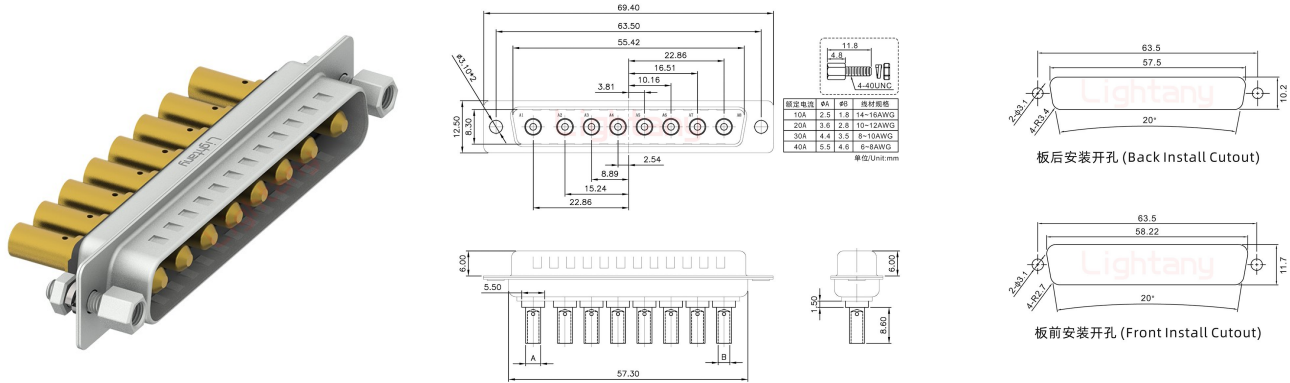 Lightany
69.40
63.50
55.42
22.86
16.51
10.16
3.81
ø3.10*2
12.50
8.30
A1 A2 A3 A4 A5 A6 A7 A8
2.54
8.89
15.24
22.86
11.8
4.8
4-40UNC
额定电流 ØA ØB 线材规格
10A 2.5 1.8 14~16AWG
20A 3.6 2.8 10~12AWG
30A 4.4 3.5 8~10AWG
40A 5.5 4.6 6~8AWG
单位/Unit:mm
6.00
5.50
A
B
57.30
6.00
1.50
8.60
63.5
57.5
Lightany
10.2
2-ø3.1
4-R3.4
20°
板后安装开孔 (Back Install Cutout)
63.5
58.22
Lightany
11.7
2-ø3.1
4-R2.7
20°
板前安装开孔 (Front Install Cutout)